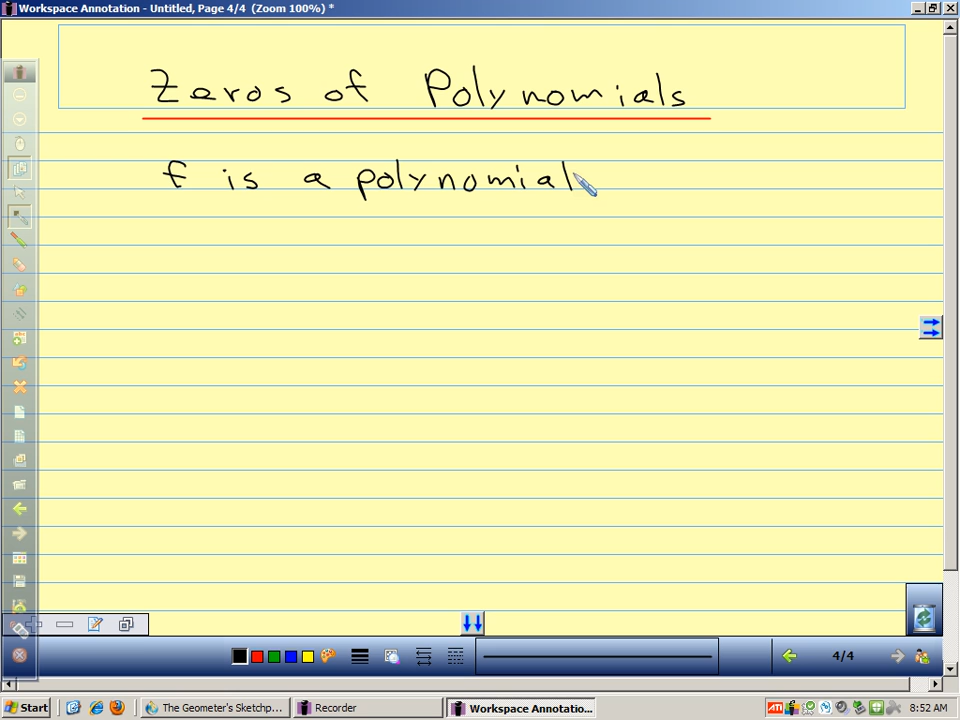 Workspace Annotation - Untitled, Page 4/4 (Zoom 100%) *
Zeros of Polynomials
f is a polynomial
4/4
Start
The Geometer's Sketchp...
Recorder
Workspace Annotatio...
ATI
8:52 AM